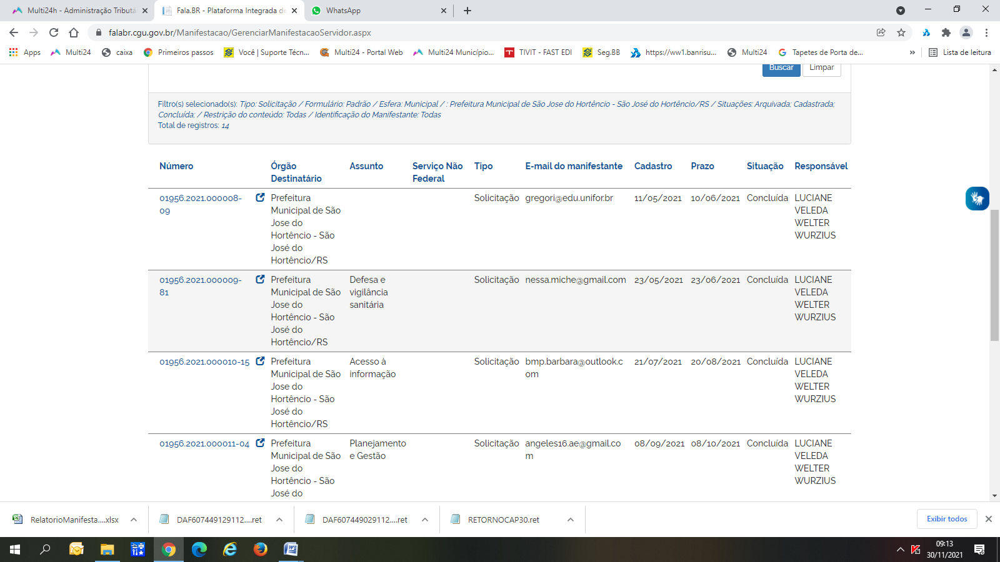 Multi24h - Administração Tributá
Fala.BR - Plataforma Integrada de
WhatsApp
falabr.cgu.gov.br/Manifestacao/GerenciarManifestacaoServidor.aspx
Apps Multi24 caixa Primeiros passos Você | Suporte Técn... Multi24 - Portal Web Multi24 Município... TIVIT - FAST EDI Seg.BB https://ww1.banrisu... Multi24 Tapetes de Porta de... » Lista de leitura
Buscar Limpar
Filtro(s) selecionado(s): Tipo: Solicitação / Formulário: Padrão / Esfera: Municipal / : Prefeitura Municipal de São Jose do Hortêncio - São José do Hortêncio/RS / Situações: Arquivada; Cadastrada;
Concluída; / Restrição do conteúdo: Todas / Identificação do Manifestante: Todas
Total de registros: 14
Número Órgão Assunto Serviço Não Tipo E-mail do manifestante Cadastro Prazo Situação Responsável
Destinatário Federal
01956.2021.000008- Prefeitura Solicitação gregori@edu.unifor.br 11/05/2021 10/06/2021 Concluída LUCIANE
09 Municipal de São VELEDA
Jose do WELTER
Hortêncio - São WURZIUS
José do
Hortêncio/RS
01956.2021.000009- Prefeitura Defesa e Solicitação nessa.miche@gmail.com 23/05/2021 23/06/2021 Concluída LUCIANE
81 Municipal de São vigilância VELEDA
Jose do sanitária WELTER
Hortêncio - São WURZIUS
José do
Hortêncio/RS
01956.2021.000010-15 Prefeitura Acesso à Solicitação bmp.barbara@outlook.c 21/07/2021 20/08/2021 Concluída LUCIANE
Municipal de São informação om VELEDA
Jose do WELTER
Hortêncio - São WURZIUS
José do
Hortêncio/RS
01956.2021.000011-04 Prefeitura Planejamento Solicitação angeles16.ae@gmail.co 08/09/2021 08/10/2021 Concluída LUCIANE
Municipal de São e Gestão m VELEDA
Jose do WELTER
Hortêncio - São WURZIUS
José do
RelatorioManifesta....xlsx DAF607449129112....ret DAF607449029112....ret RETORNOCAP30.ret Exibir todos
09:13
30/11/2021